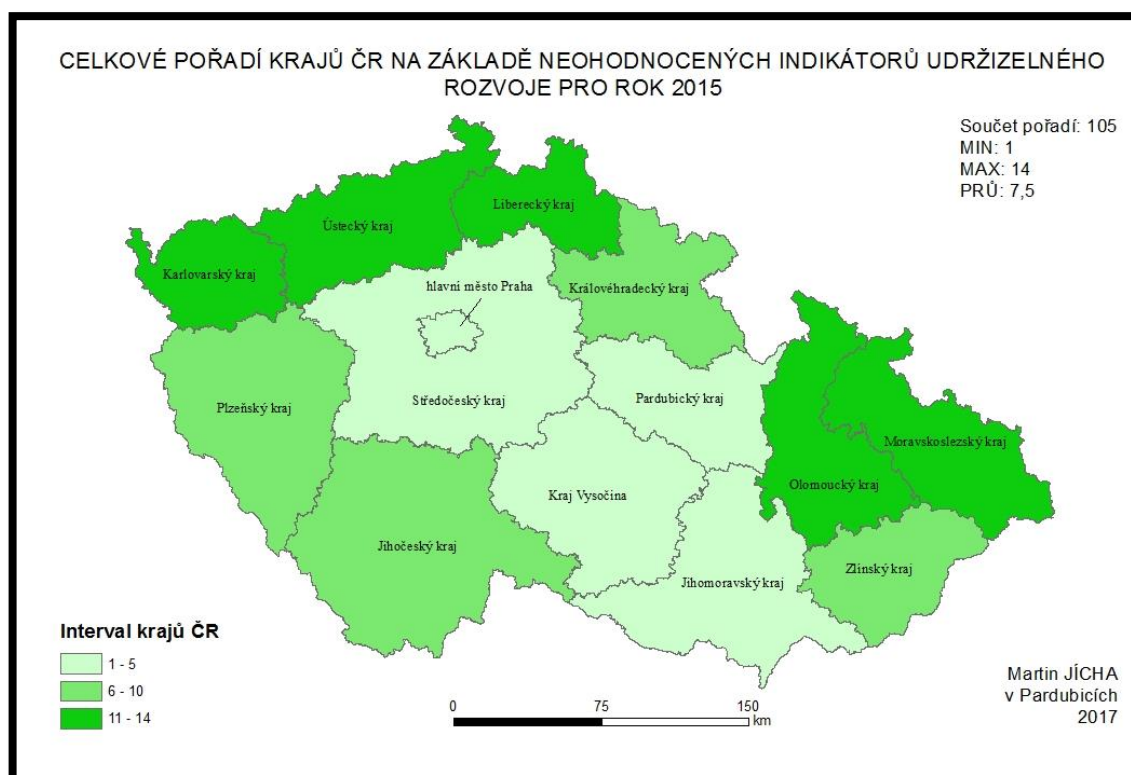 CELKOVÉ POŘADÍ KRAJŮ ČR NA ZÁKLADĚ NEOHODNOCENÝCH INDIKÁTORŮ UDRŽIZELNÉHO
ROZVOJE PRO ROK 2015
Součet pořadí: 105
MIN: 1
MAX: 14
PRŮ: 7,5
Liberecký kraj
Ústecký kraj
Karlovarský kraj
hlavní město Praha
Královéhradecký kraj
Středočeský kraj
Pardubický kraj
Plzeňský kraj
Moravskoslezský kraj
Olomoucký kraj
Kraj Vysočina
Jihočeský kraj
Zlínský kraj
Jihomoravský kraj
Interval krajů ČR
1 - 5
6 - 10
11 - 14
0 75 150
km
Martin JÍCHA
v Pardubicích
2017